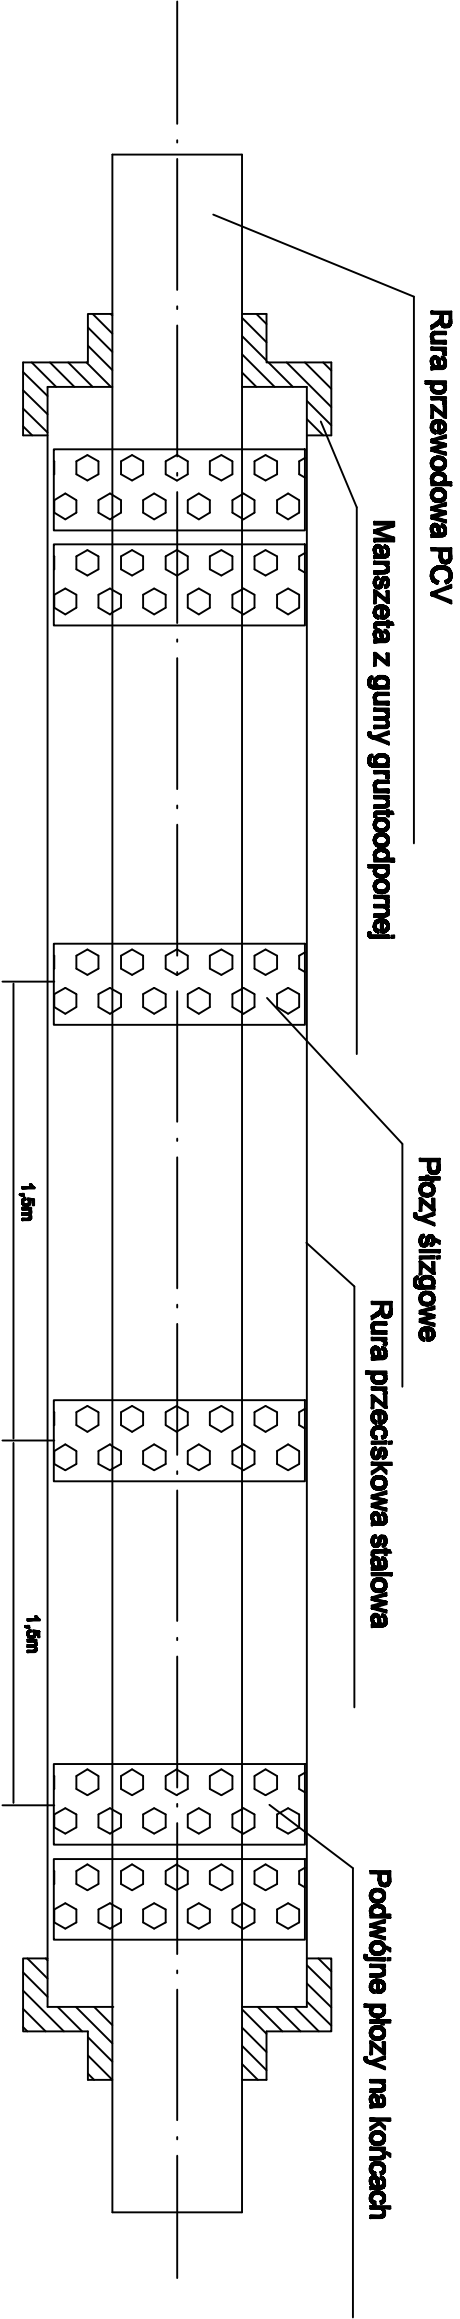 Rura przewodowa PCV
Manszeta z gumy gruntoodpornej
Płozy ślizgowe
Rura przeciskowa stalowa
Podwójne płozy na końcach
1,5m
1,5m